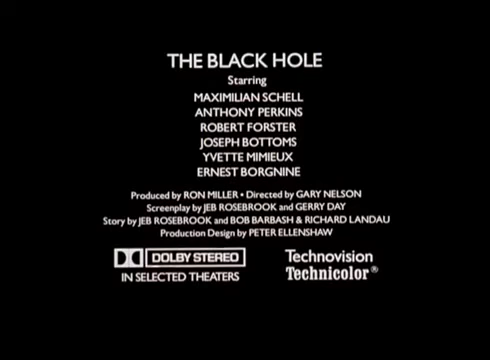 THE BLACK HOLE
Starring
MAXIMILIAN SCHELL
ANTHONY PERKINS
ROBERT FORSTER
JOSEPH BOTTOMS
YVETTE MIMIEUX
ERNEST BORGNINE
Produced by RON MILLER • Directed by GARY NELSON
Screenplay by JEB ROSEBROOK and GERRY DAY
Story by JEB ROSEBROOK and BOB BARBASH & RICHARD LANDAU
Production Design by PETER ELLENSHAW
DOLBY STEREO
IN SELECTED THEATERS
Technovision
Technicolor®